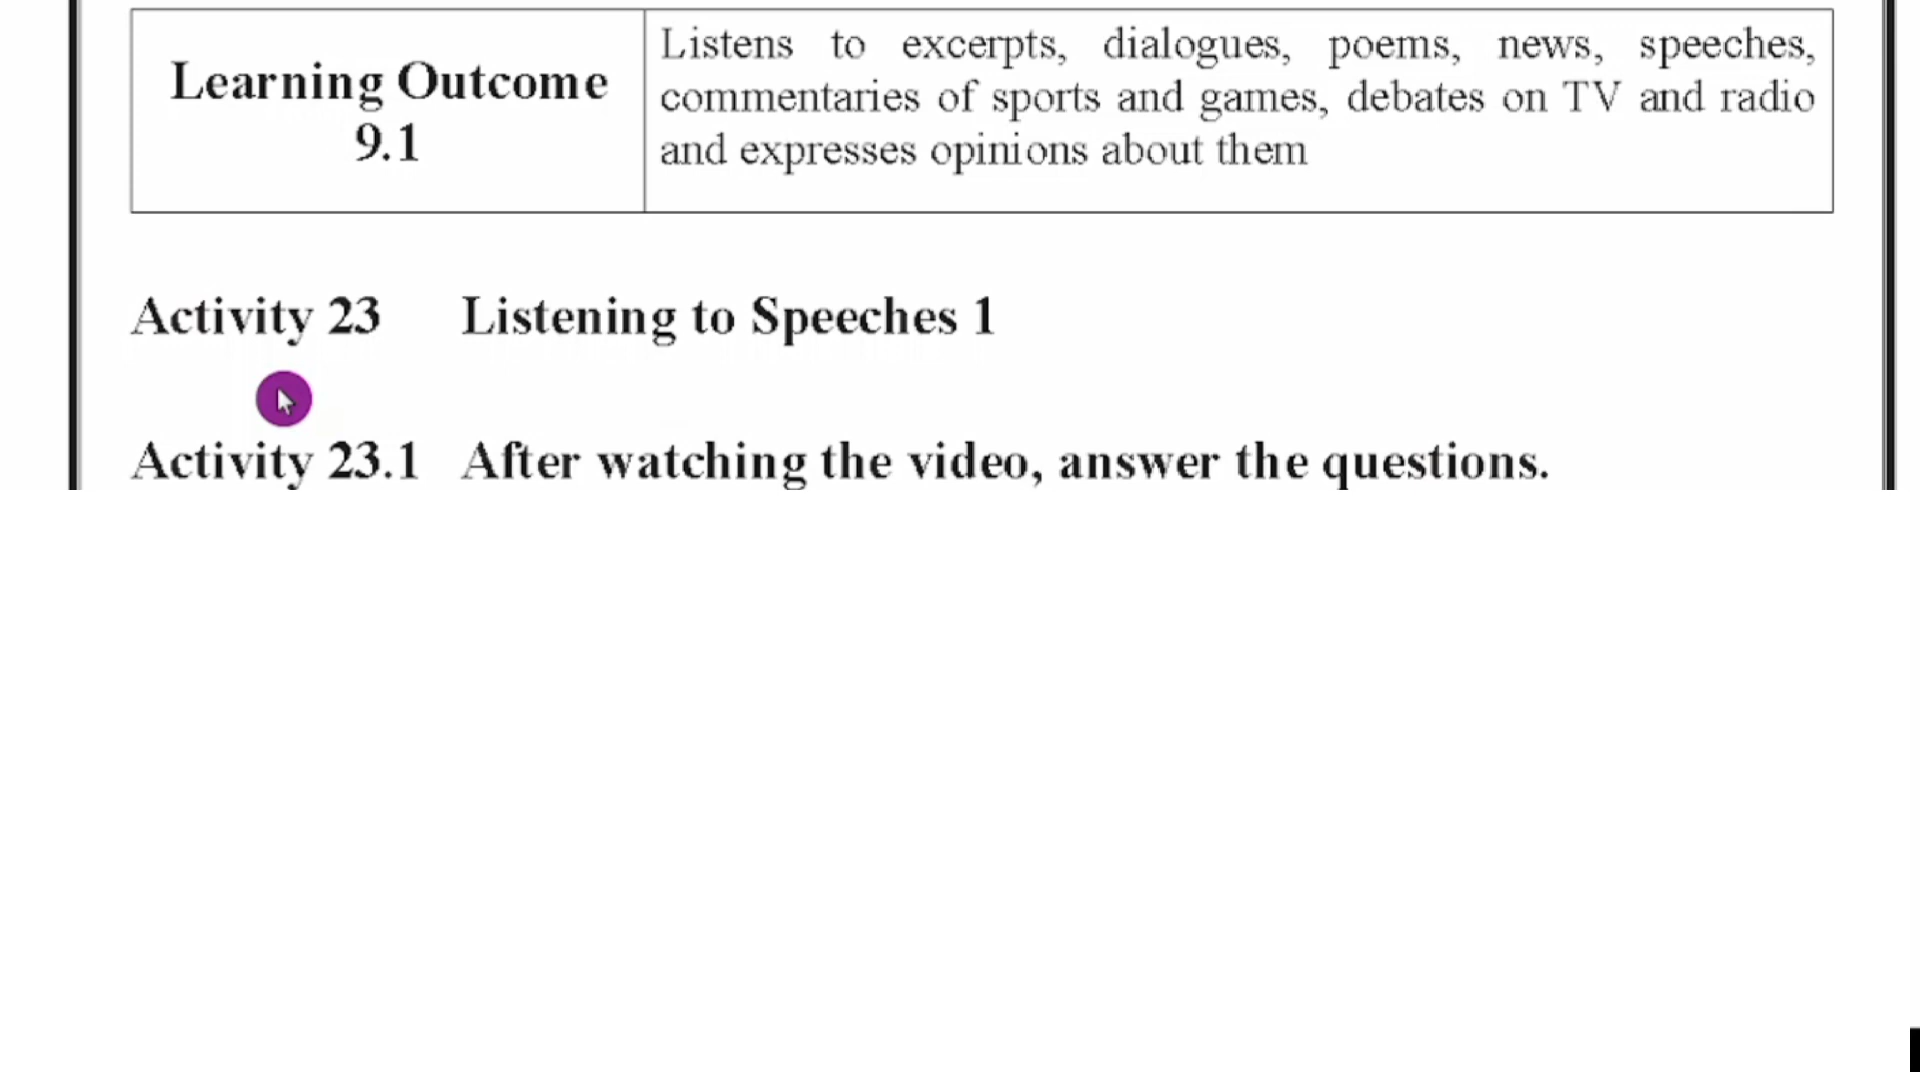 Learning Outcome
9.1
Listens to excerpts, dialogues, poems, news, speeches,
commentaries of sports and games, debates on TV and radio
and expresses opinions about them
Activity 23 Listening to Speeches 1
Activity 23.1 After watching the video, answer the questions.